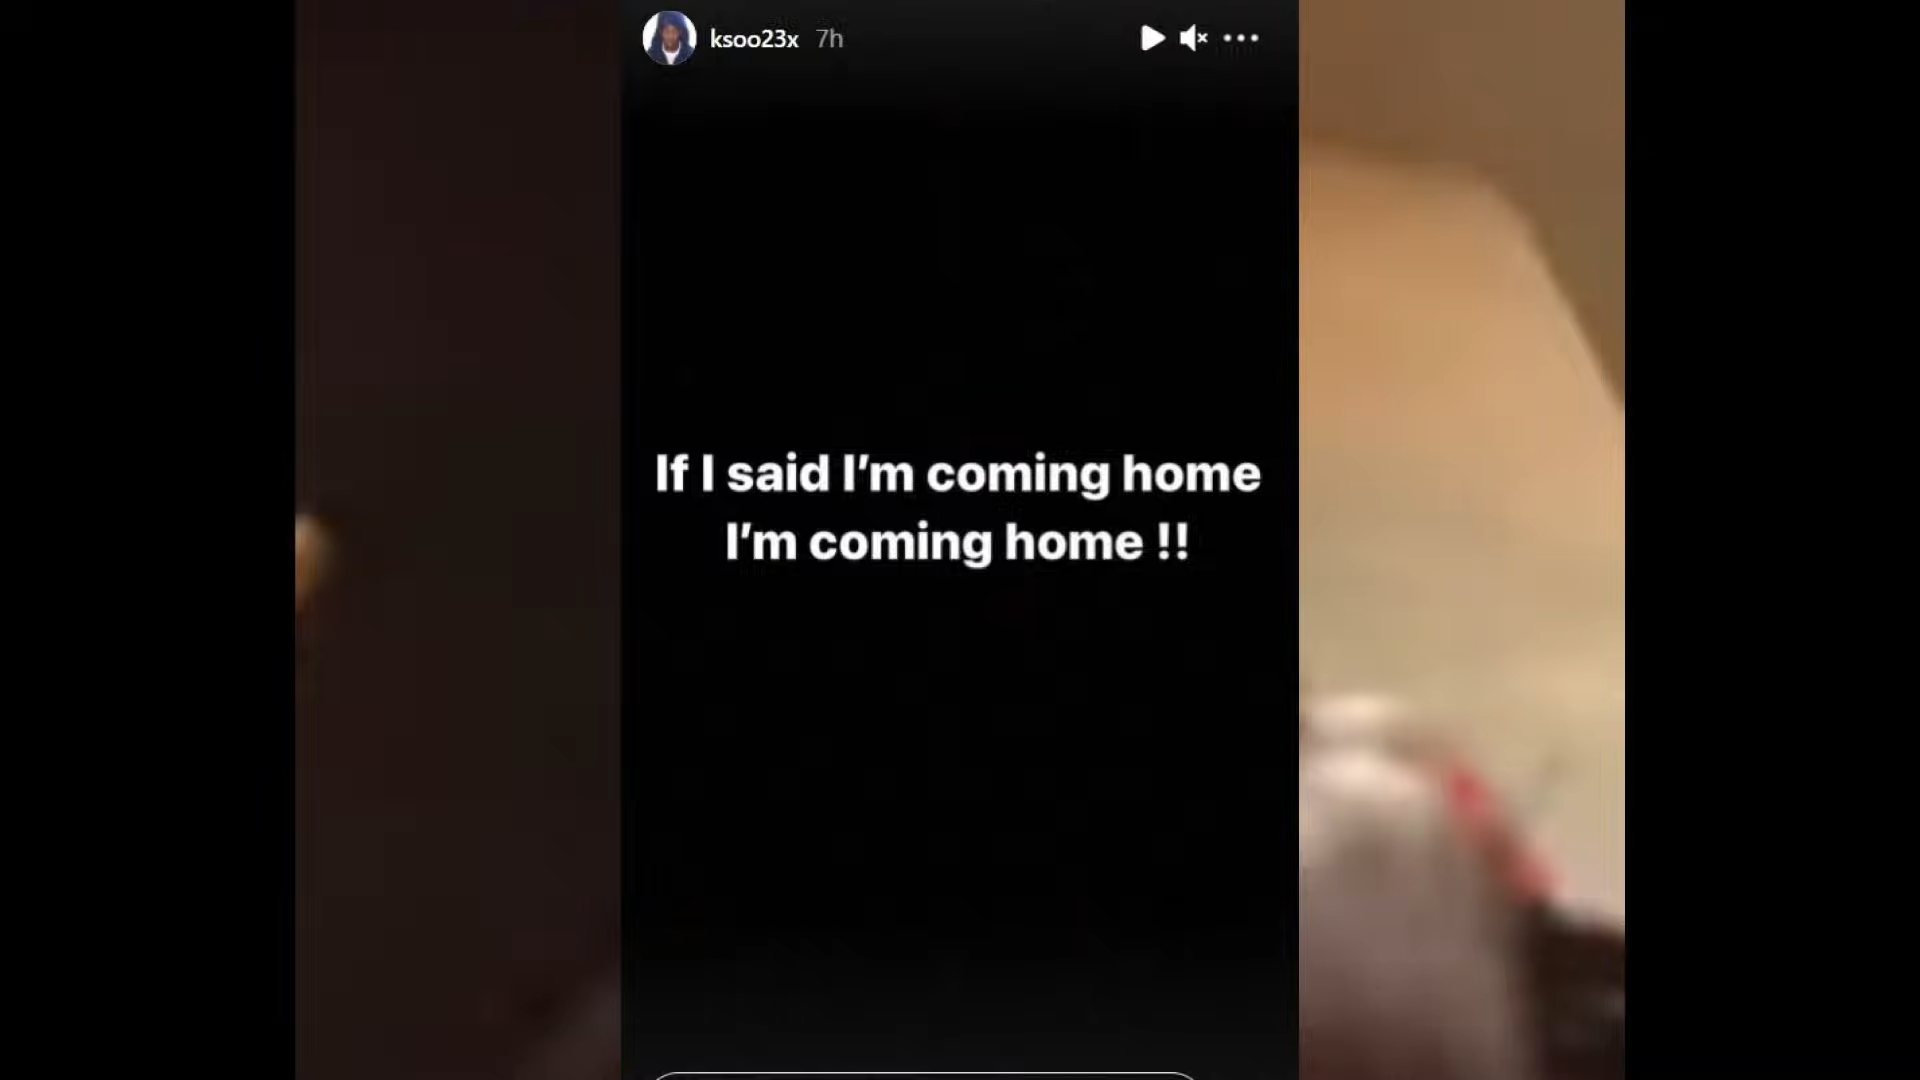 ksoo23x 7h
If I said I’m coming home
I’m coming home !!